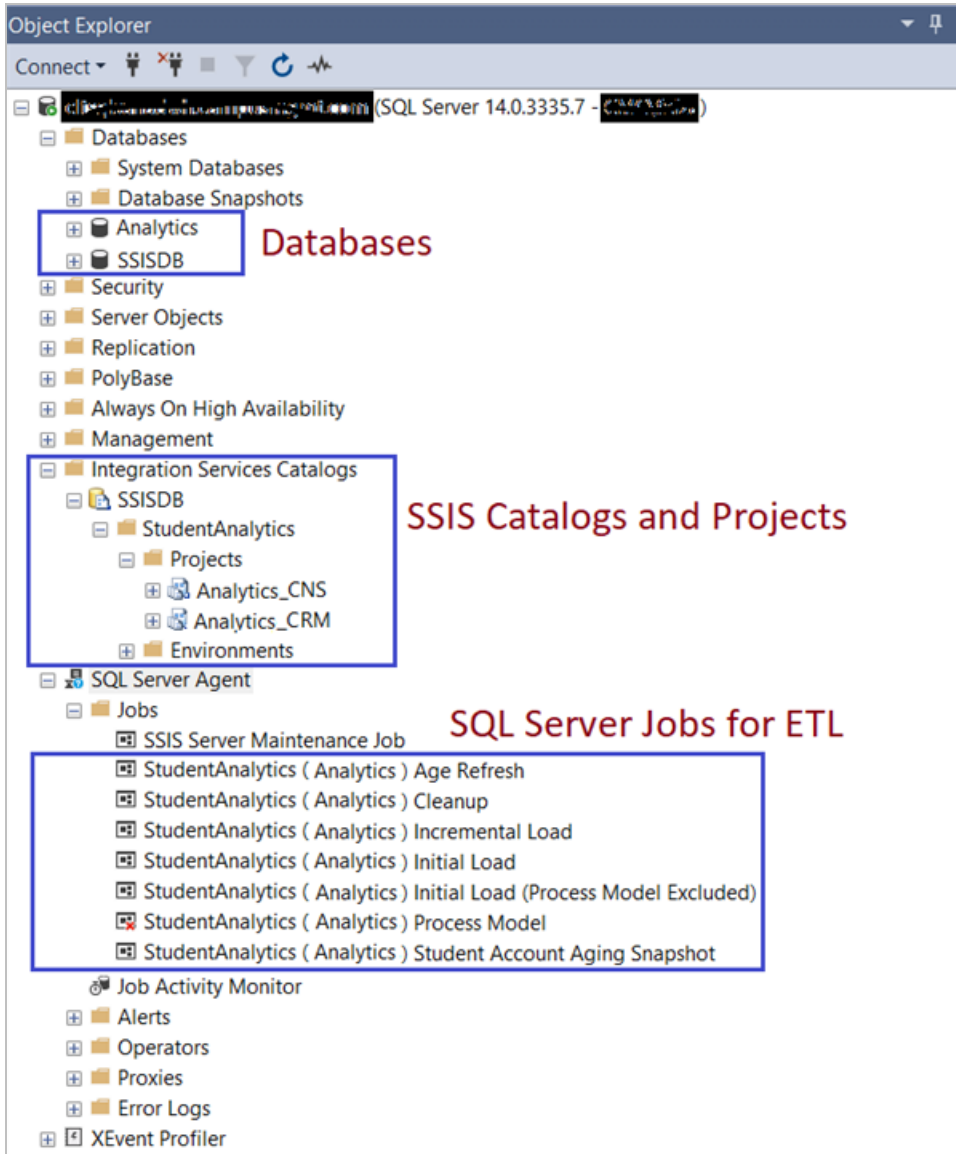 Object Explorer
Connect
(SQL Server 14.0.3335.7 - )
Databases
System Databases
Database Snapshots
Analytics
SSISDB
Databases
Security
Server Objects
Replication
PolyBase
Always On High Availability
Management
Integration Services Catalogs
SSISDB
StudentAnalytics
Projects
Analytics_CNS
Analytics_CRM
Environments
SSIS Catalogs and Projects
SQL Server Agent
Jobs
SSIS Server Maintenance Job
SQL Server Jobs for ETL
StudentAnalytics ( Analytics ) Age Refresh
StudentAnalytics ( Analytics ) Cleanup
StudentAnalytics ( Analytics ) Incremental Load
StudentAnalytics ( Analytics ) Initial Load
StudentAnalytics ( Analytics ) Initial Load (Process Model Excluded)
StudentAnalytics ( Analytics ) Process Model
StudentAnalytics ( Analytics ) Student Account Aging Snapshot
Job Activity Monitor
Alerts
Operators
Proxies
Error Logs
XEvent Profiler